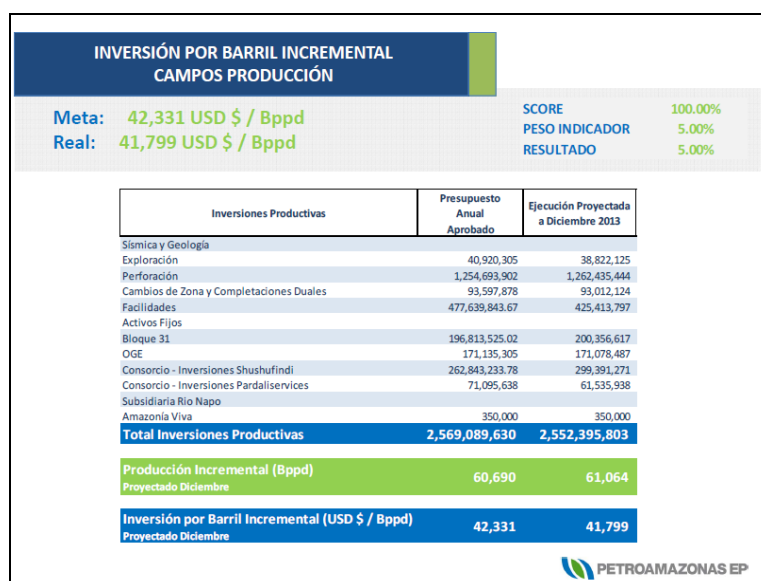 INVERSIÓN POR BARRIL INCREMENTAL
CAMPOS PRODUCCIÓN
Meta: 42,331 USD $ / Bppd
Real: 41,799 USD $ / Bppd
SCORE 100.00%
PESO INDICADOR 5.00%
RESULTADO 5.00%
Inversiones Productivas Presupuesto Anual Aprobado Ejecución Proyectada a Diciembre 2013
Sísmica y Geología
Exploración 40,920,305 38,822,125
Perforación 1,254,693,902 1,262,435,444
Cambios de Zona y Completaciones Duales 93,597,878 93,012,124
Facilidades 477,639,843.67 425,413,797
Activos Fijos
Bloque 31 196,813,525.02 200,356,617
OGE 171,135,305 171,078,487
Consorcio - Inversiones Shushufindi 262,843,233.78 299,391,271
Consorcio - Inversiones Pardaliservices 71,095,638 61,535,938
Subsidiaria Rio Napo
Amazonía Viva 350,000 350,000
Total Inversiones Productivas 2,569,089,630 2,552,395,803
Producción Incremental (Bppd) 60,690 61,064
Proyectado Diciembre
Inversión por Barril Incremental (USD $ / Bppd) 42,331 41,799
Proyectado Diciembre
PETROAMAZONAS EP